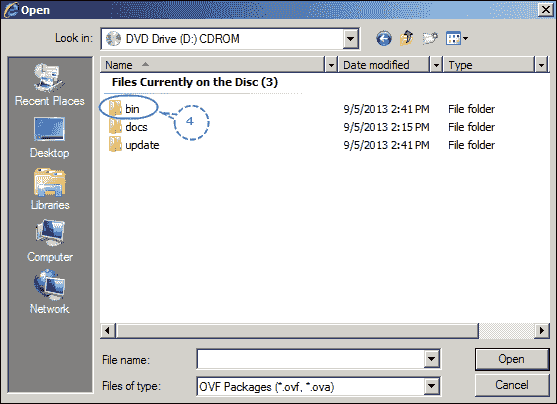 Open
Look in: DVD Drive (D:) CDROM
Name Date modified Type
Files Currently on the Disc (3)
bin 9/5/2013 2:41 PM File folder
4
docs 9/5/2013 2:15 PM File folder
update 9/5/2013 2:41 PM File folder
Recent Places
Desktop
Libraries
Computer
Network
File name: Open
Files of type: OVF Packages (*.ovf, *.ova) Cancel